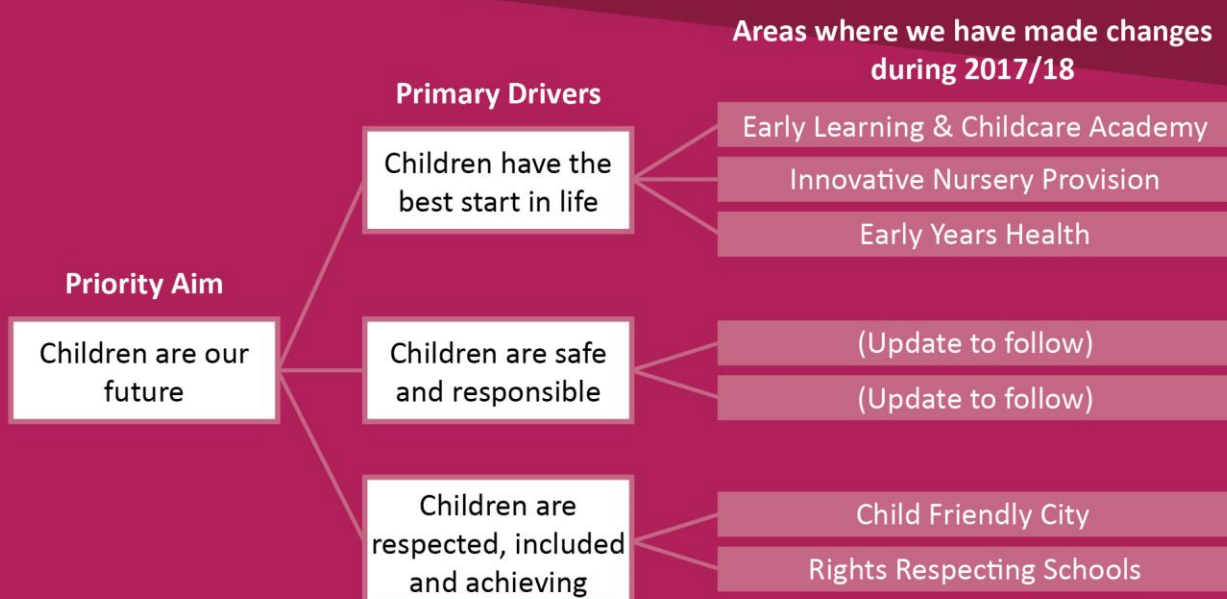 Areas where we have made changes
during 2017/18
Primary Drivers
Children have the
best start in life
Early Learning & Childcare Academy
Innovative Nursery Provision
Early Years Health
Priority Aim
Children are our
future
Children are safe
and responsible
(Update to follow)
(Update to follow)
Children are
respected, included
and achieving
Child Friendly City
Rights Respecting Schools